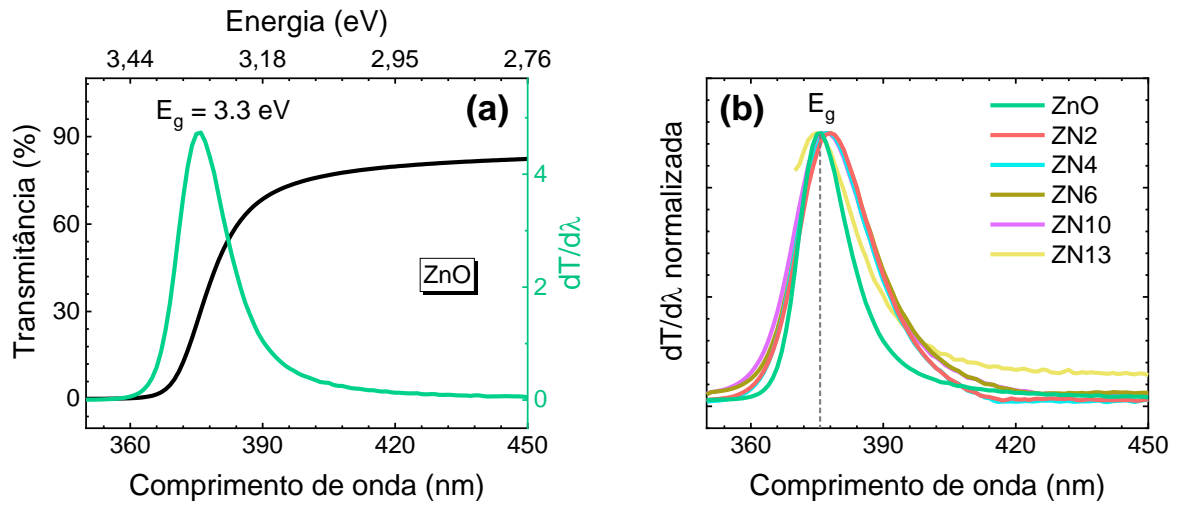 Energia (eV)
3,44 3,18 2,95 2,76
E_g = 3.3 eV
(a)
Transmitância (%)
90
60
30
0
ZnO
4
2
0
dT/dλ
360 390 420 450
Comprimento de onda (nm)
(b)
E_g
ZnO
ZN2
ZN4
ZN6
ZN10
ZN13
dT/dλ normalizada
360 390 420 450
Comprimento de onda (nm)